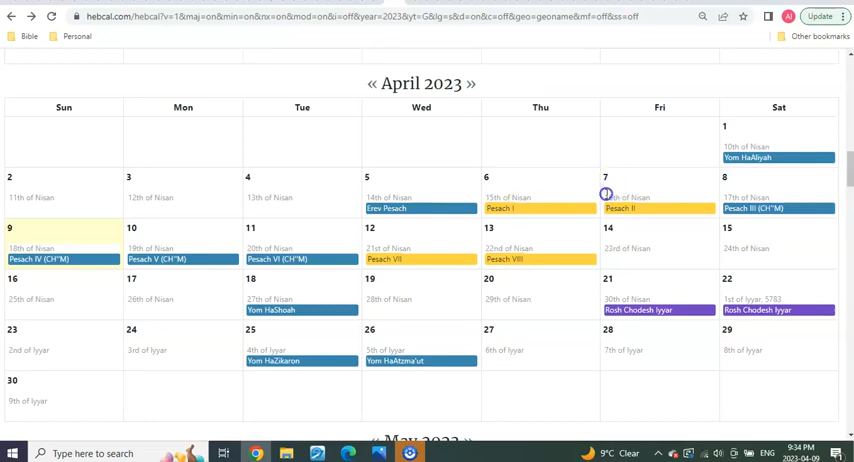 hebcal.com/hebcal?v=1&maj=on&min=on&nx=on&mod=on&i=off&year=2023&yt=G&lg=s&d=on&c=off&geo=geoname&mf=off&ss=off
AI
Update
Bible
Personal
Other bookmarks
« April 2023 »
Sun Mon Tue Wed Thu Fri Sat
1
10th of Nisan
Yom HaAliyah
2 3 4 5 6 7 8
11th of Nisan 12th of Nisan 13th of Nisan 14th of Nisan 15th of Nisan of Nisan 17th of Nisan
Erev Pesach Pesach I Pesach II Pesach III (CH"M)
9 10 11 12 13 14 15
18th of Nisan 19th of Nisan 20th of Nisan 21st of Nisan 22nd of Nisan 23rd of Nisan 24th of Nisan
Pesach IV (CH"M) Pesach V (CH"M) Pesach VI (CH"M) Pesach VII Pesach VIII
16 17 18 19 20 21 22
25th of Nisan 26th of Nisan 27th of Nisan 28th of Nisan 29th of Nisan 30th of Nisan 1st of Iyyar, 5783
Yom HaShoah Rosh Chodesh Iyyar Rosh Chodesh Iyyar
23 24 25 26 27 28 29
2nd of Iyyar 3rd of Iyyar 4th of Iyyar 5th of Iyyar 6th of Iyyar 7th of Iyyar 8th of Iyyar
Yom HaZikaron Yom HaAtzma'ut
30
9th of Iyyar
« May 2023 »
Type here to search
9°C Clear
ENG
9:34 PM
2023-04-09